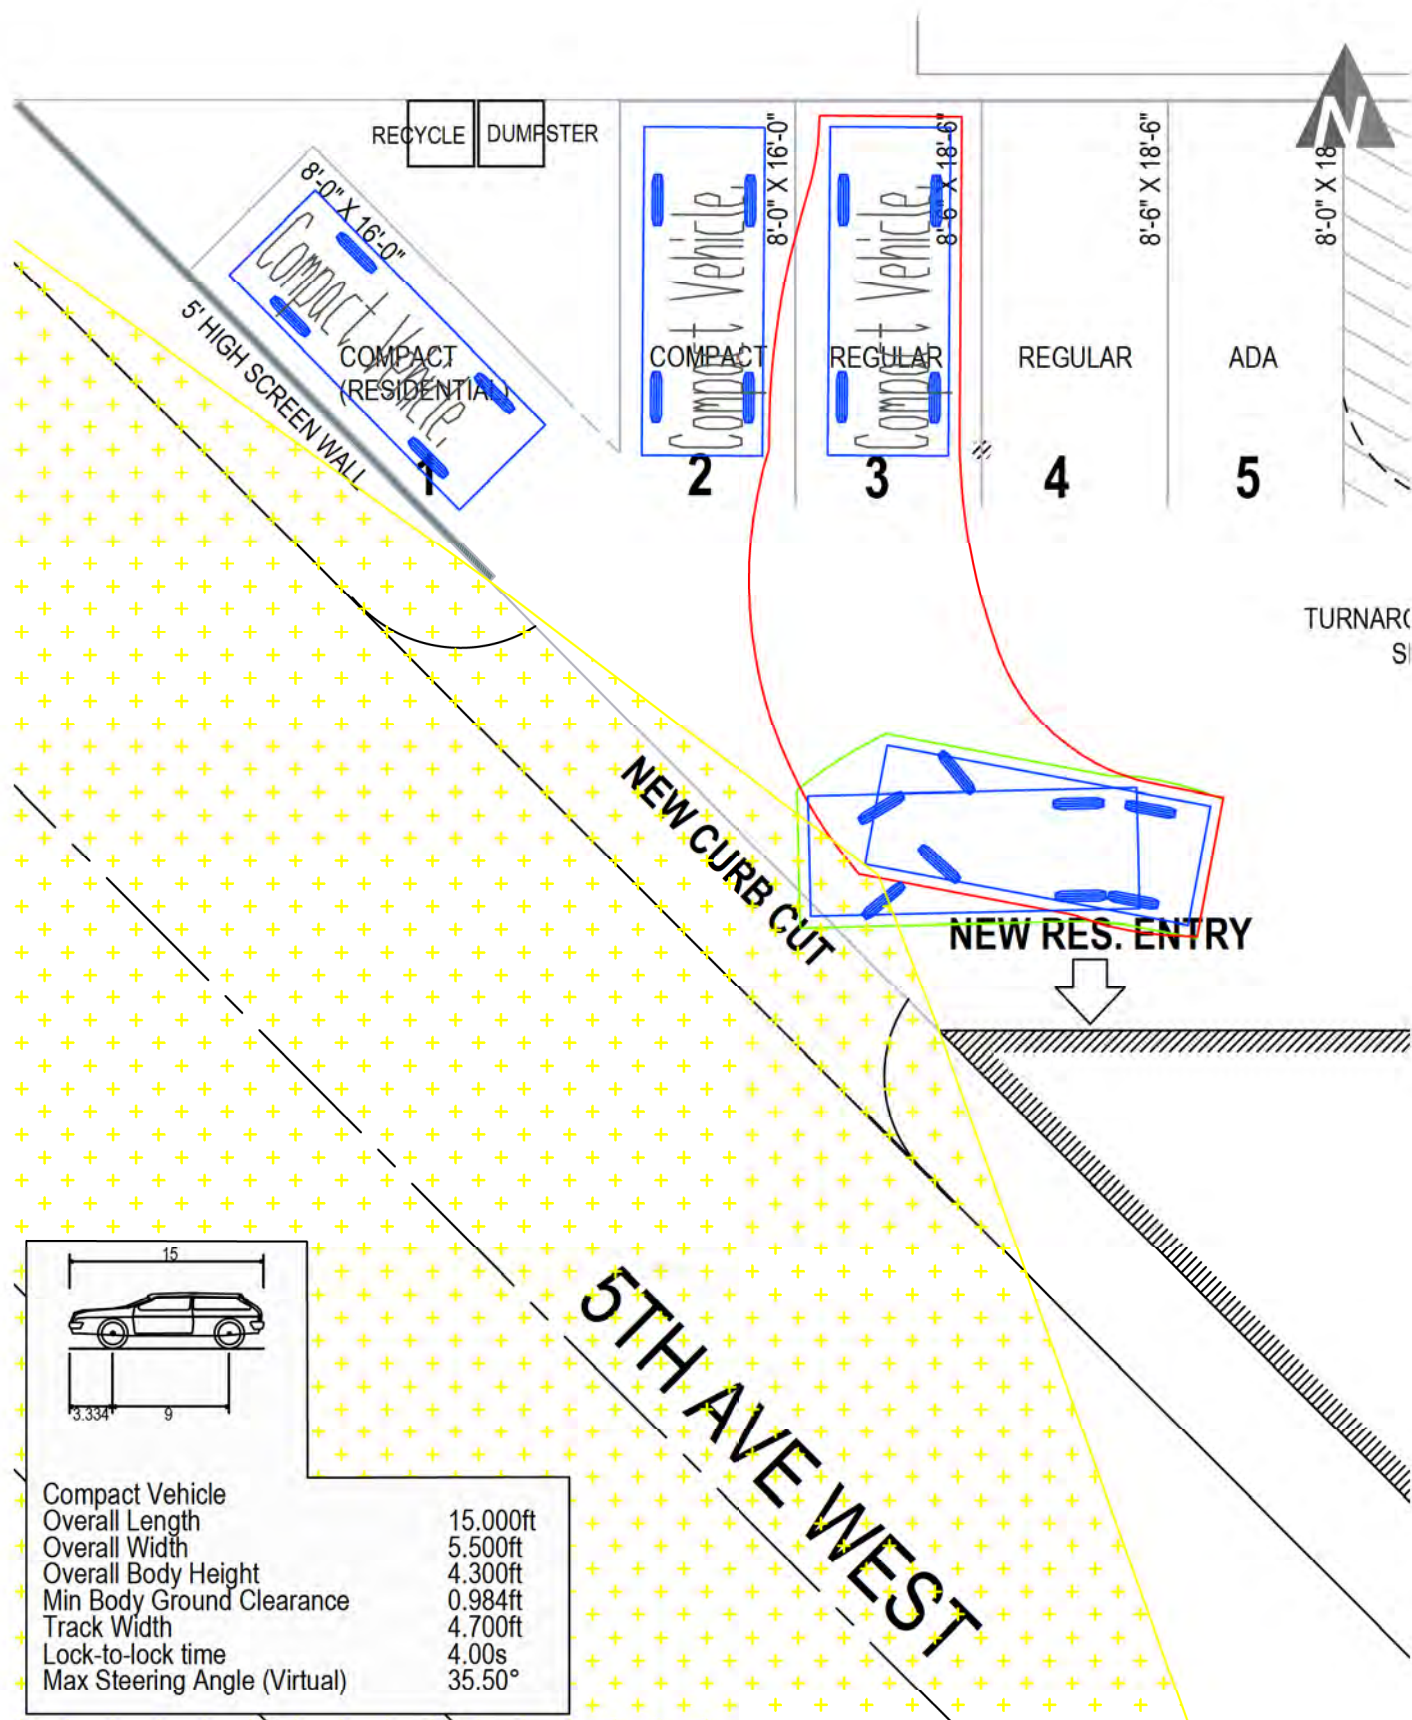 N
RECYCLE
DUMPSTER
8'-0" X 16'-0"
8'-0" X 16'-0"
8'-6" X 18'-6"
8'-6" X 18'-6"
8'-0" X 18
Compact Vehicle
Compact Vehicle
Compact Vehicle
5' HIGH SCREEN WALL
COMPACT
(RESIDENTIAL)
COMPACT
REGULAR
REGULAR
ADA
1
2
3
4
5
NEW CURB CUT
NEW RES. ENTRY
5TH AVE WEST
15
3.334
9
Compact Vehicle
Overall Length 15.000ft
Overall Width 5.500ft
Overall Body Height 4.300ft
Min Body Ground Clearance 0.984ft
Track Width 4.700ft
Lock-to-lock time 4.00s
Max Steering Angle (Virtual) 35.50°